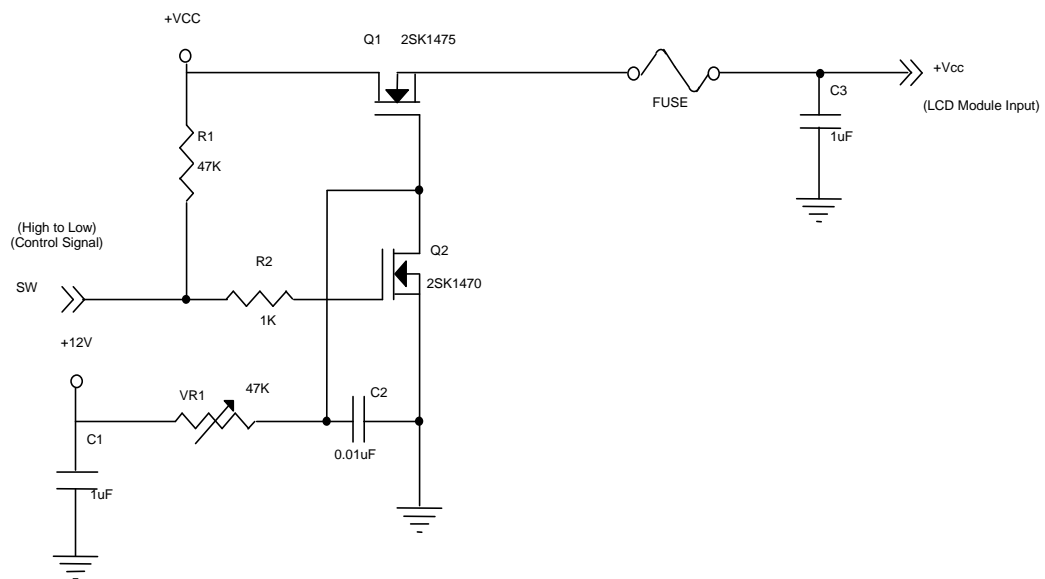 +VCC
Q1 2SK1475
+Vcc
FUSE
C3
(LCD Module Input)
R1
1uF
47K
(High to Low)
(Control Signal)
Q2
R2
SW
2SK1470
1K
+12V
VR1
47K
C2
C1
0.01uF
1uF